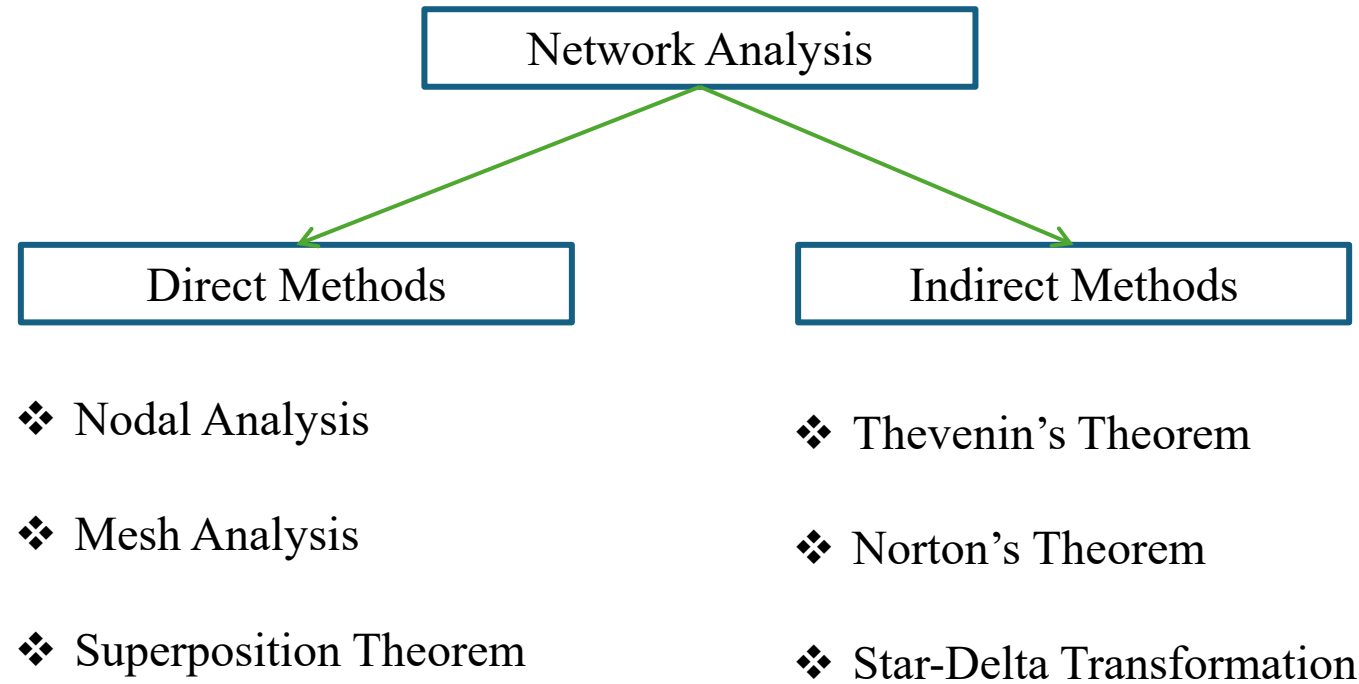 Network Analysis
Direct Methods
❖ Nodal Analysis
❖ Mesh Analysis
❖ Superposition Theorem
Indirect Methods
❖ Thevenin’s Theorem
❖ Norton’s Theorem
❖ Star-Delta Transformation